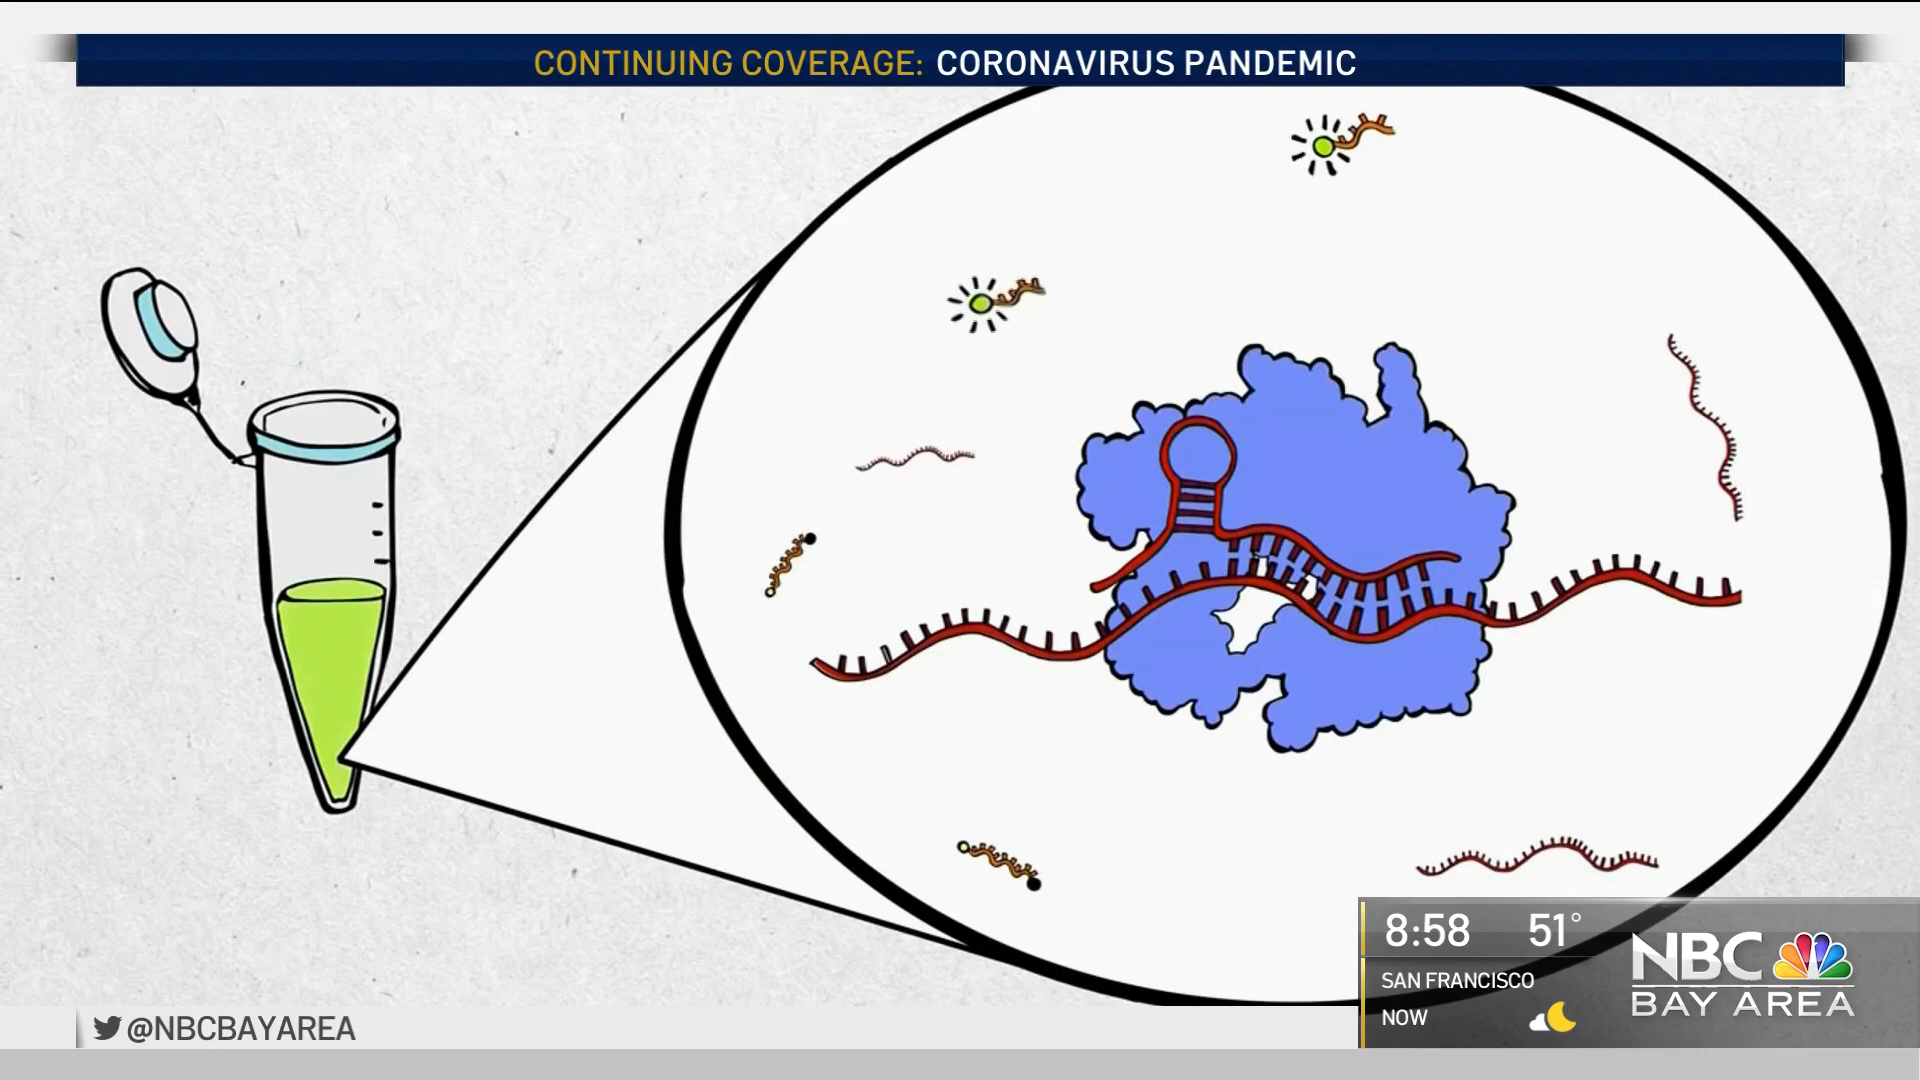 CONTINUING COVERAGE: CORONAVIRUS PANDEMIC
8:58 51°
SAN FRANCISCO
NOW
NBC
BAY AREA
@NBCBAYAREA